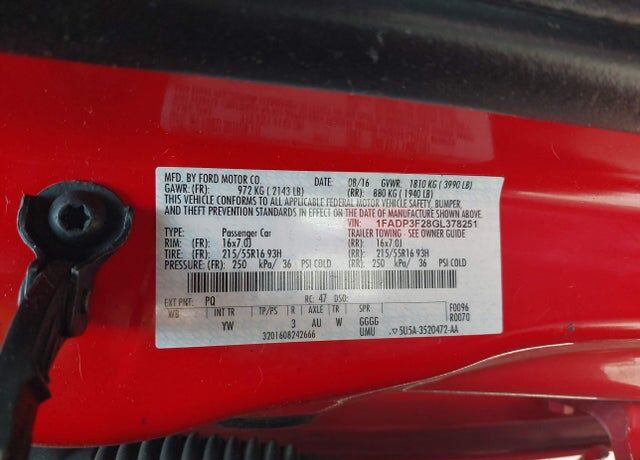 MFD. BY FORD MOTOR CO.
DATE: 08/16 GVWR: 1810 KG ( 3990 LB)
GAWR: (FR): 972 KG ( 2143 LB) (RR): 880 KG ( 1940 LB)
THIS VEHICLE CONFORMS TO ALL APPLICABLE FEDERAL MOTOR VEHICLE SAFETY, BUMPER,
AND THEFT PREVENTION STANDARDS IN EFFECT ON THE DATE OF MANUFACTURE SHOWN ABOVE.
VIN: 1FADP3F28GL378251
TYPE: Passenger Car TRAILER TOWING - SEE OWNER GUIDE
RIM: (FR): 16x7.0J (RR): 16x7.0J
TIRE: (FR): 215/55R16 93H (RR): 215/55R16 93H
PRESSURE: (FR): 250 kPa/ 36 PSI COLD (RR): 250 kPa/ 36 PSI COLD
EXT PNT: PQ RC: 47 DSO:
WB INT TR TP/PS R AXLE TR SPR F0096
YW 3 AU W GGGG R0070
3201608242666 UMU 5U5A-3520472-AA